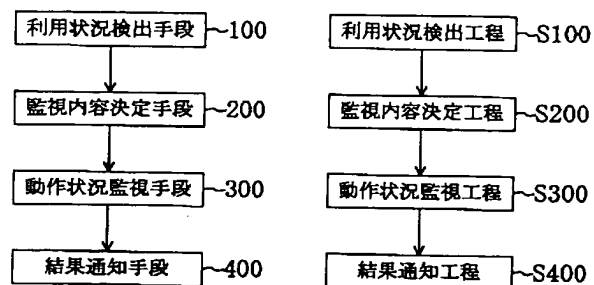 利用状況検出手段 ~100
監視内容決定手段 ~200
動作状況監視手段 ~300
結果通知手段 ~400
利用状況検出工程 ~S100
監視内容決定工程 ~S200
動作状況監視工程 ~S300
結果通知工程 ~S400